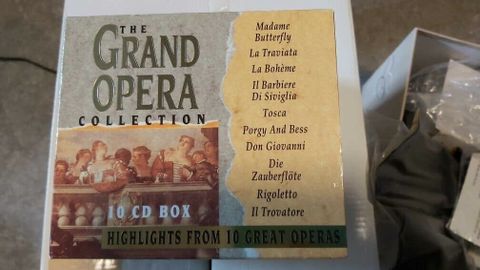 THE
GRAND
OPERA
COLLECTION
10 CD BOX
HIGHLIGHTS FROM 10 GREAT OPERAS
Madame
Butterfly
La Traviata
La Bohème
Il Barbiere
Di Siviglia
Tosca
Porgy And Bess
Don Giovanni
Die
Zauberflöte
Rigoletto
Il Trovatore